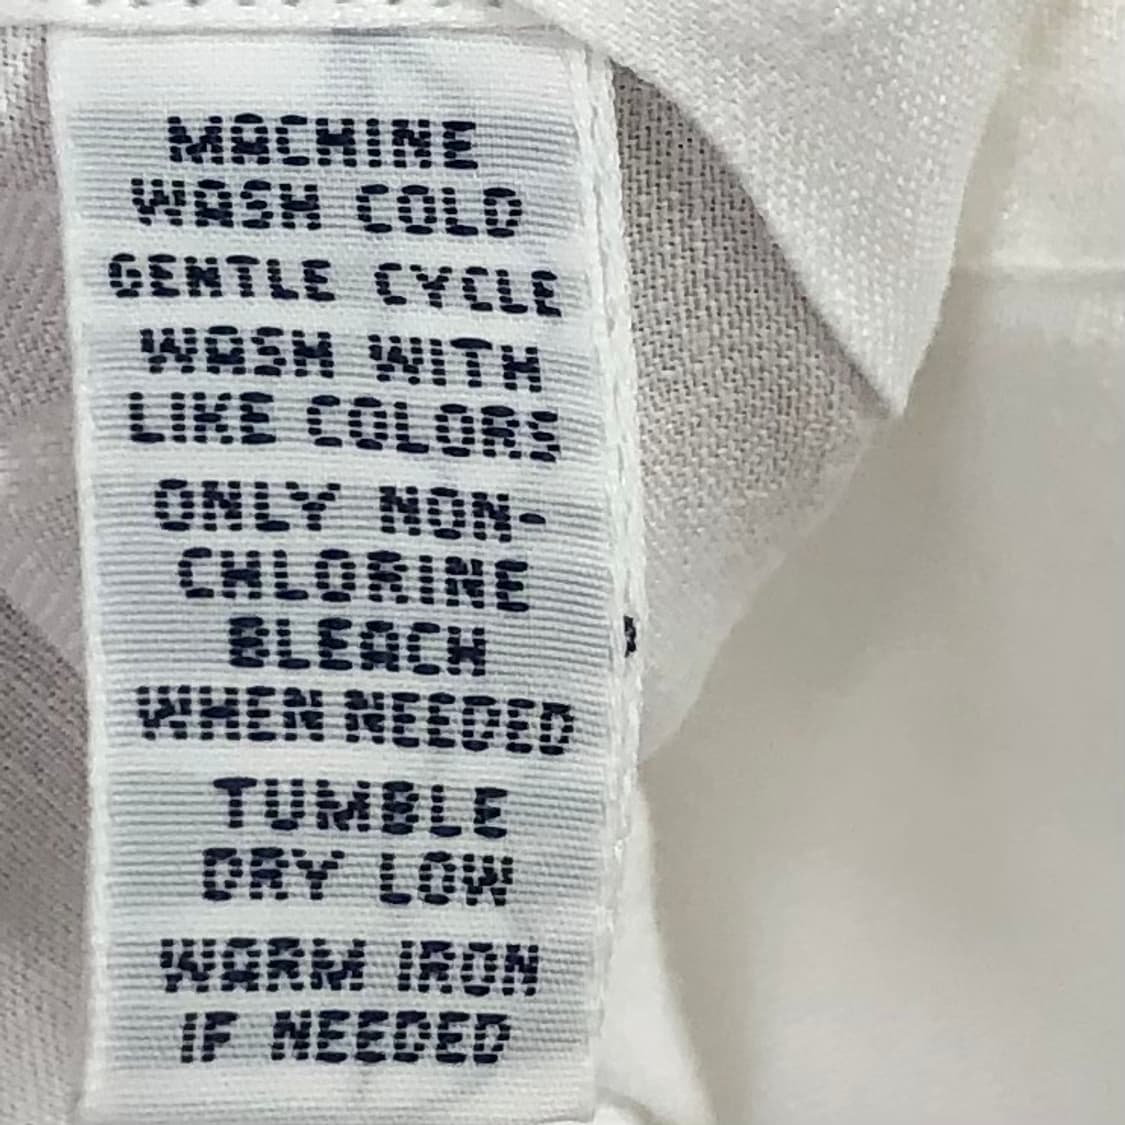 MACHINE
WASH COLD
GENTLE CYCLE
WASH WITH
LIKE COLORS
ONLY NON-
CHLORINE
BLEACH
WHEN NEEDED
TUMBLE
DRY LOW
WARM IRON
IF NEEDED